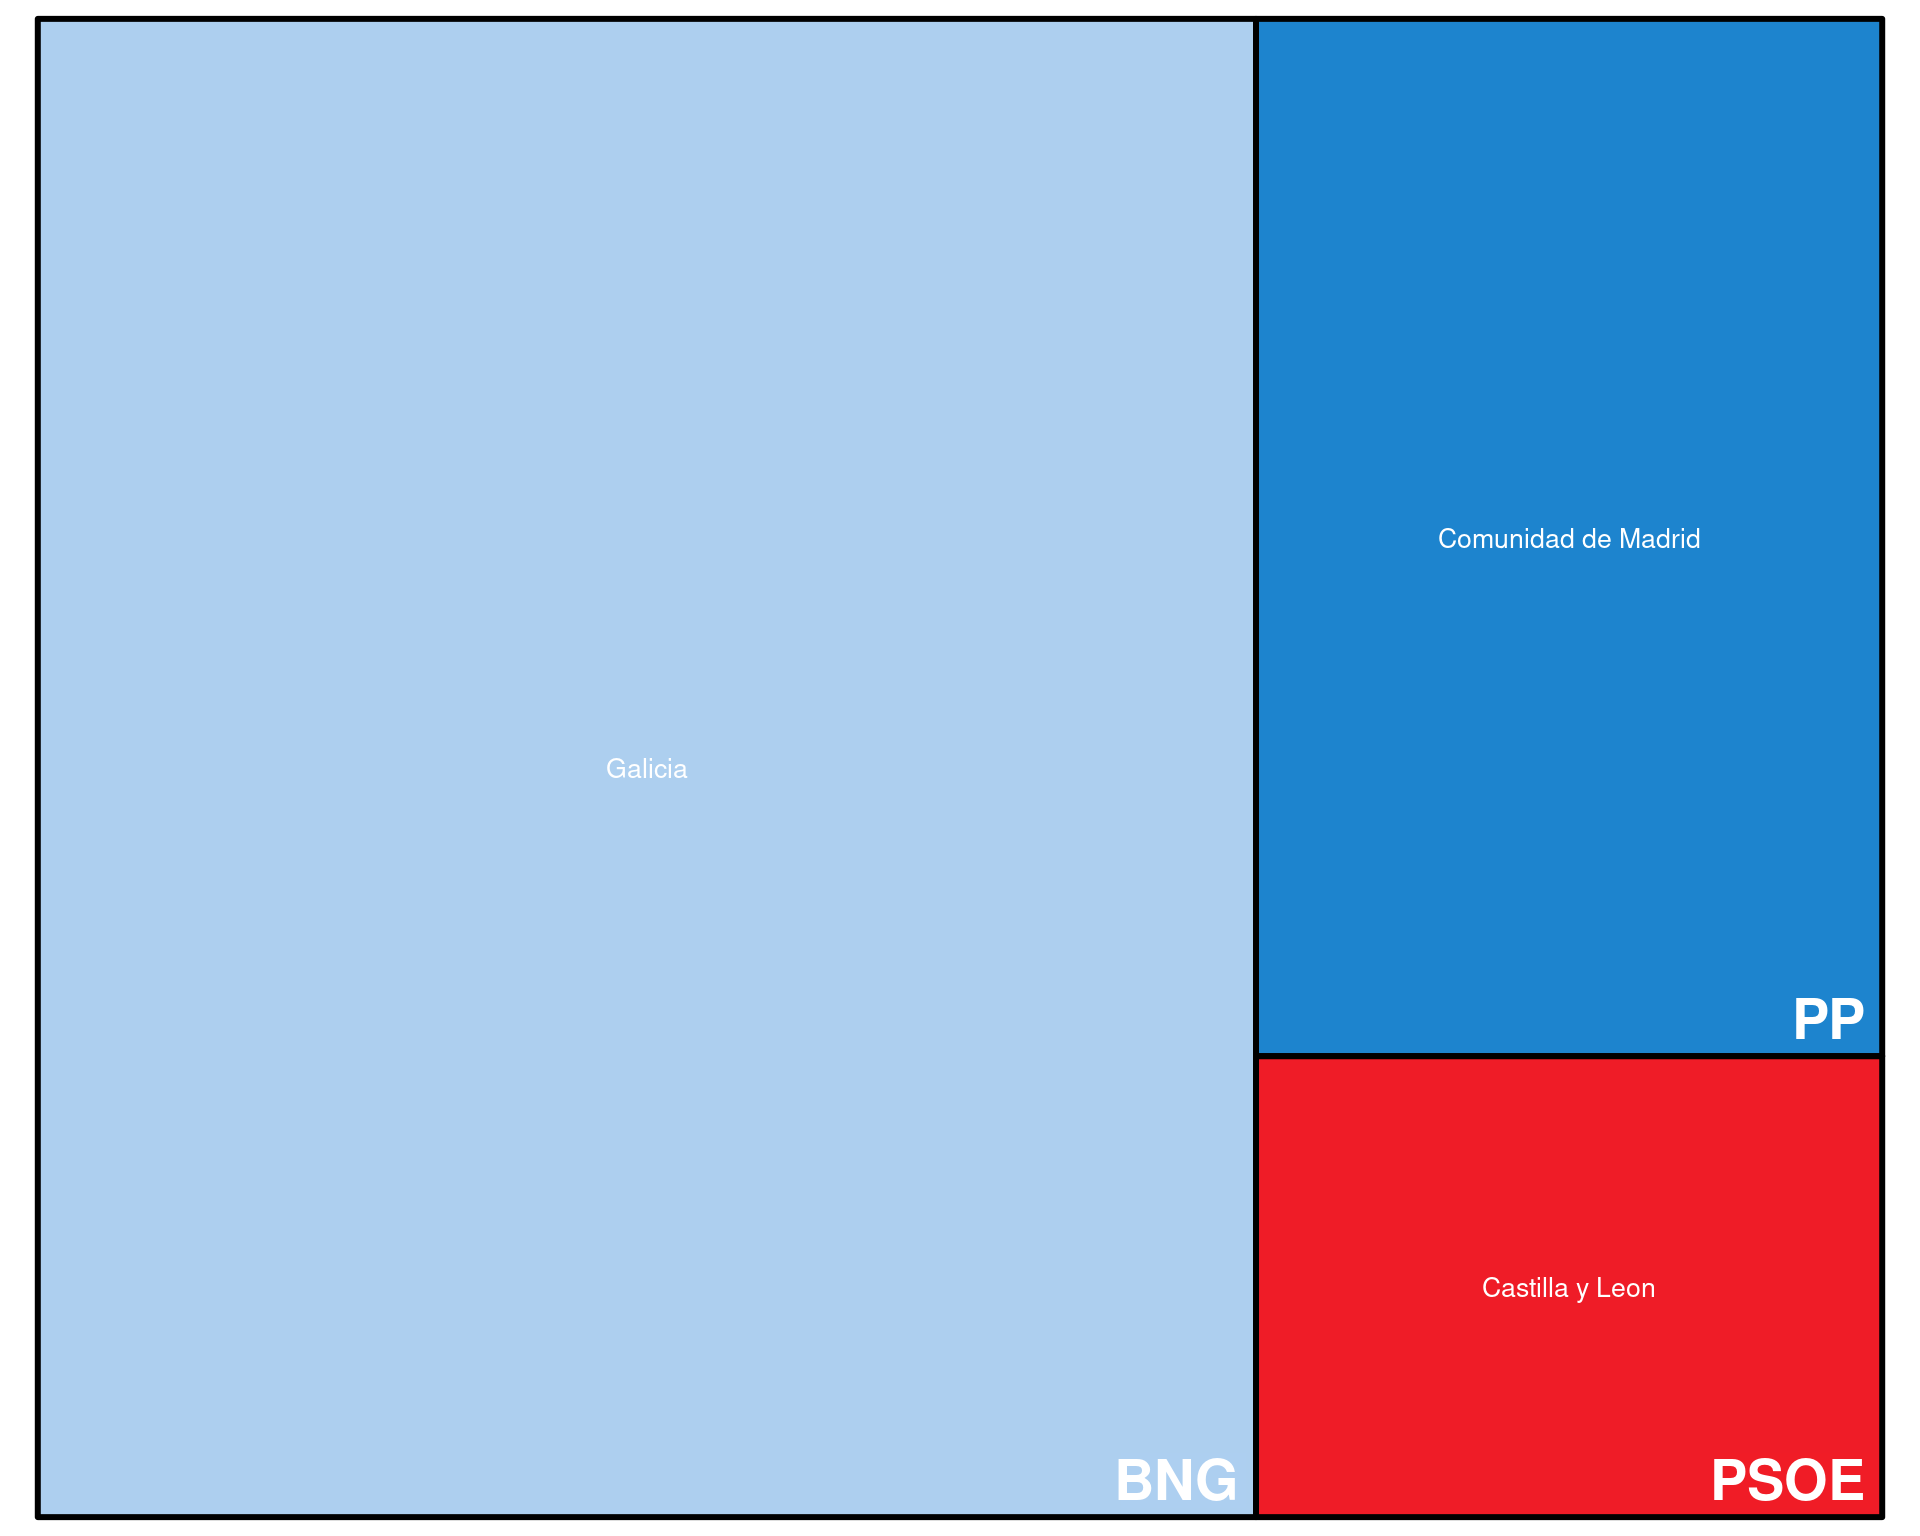 Galicia
BNG
Comunidad de Madrid
PP
Castilla y Leon
PSOE